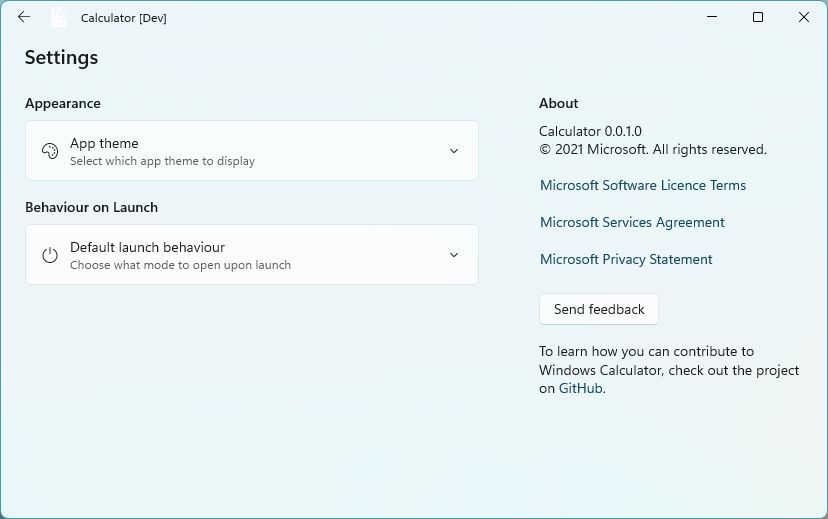 Calculator [Dev]
Settings
Appearance
App theme
Select which app theme to display
Behaviour on Launch
Default launch behaviour
Choose what mode to open upon launch
About
Calculator 0.0.1.0
© 2021 Microsoft. All rights reserved.
Microsoft Software Licence Terms
Microsoft Services Agreement
Microsoft Privacy Statement
Send feedback
To learn how you can contribute to
Windows Calculator, check out the project
on GitHub.